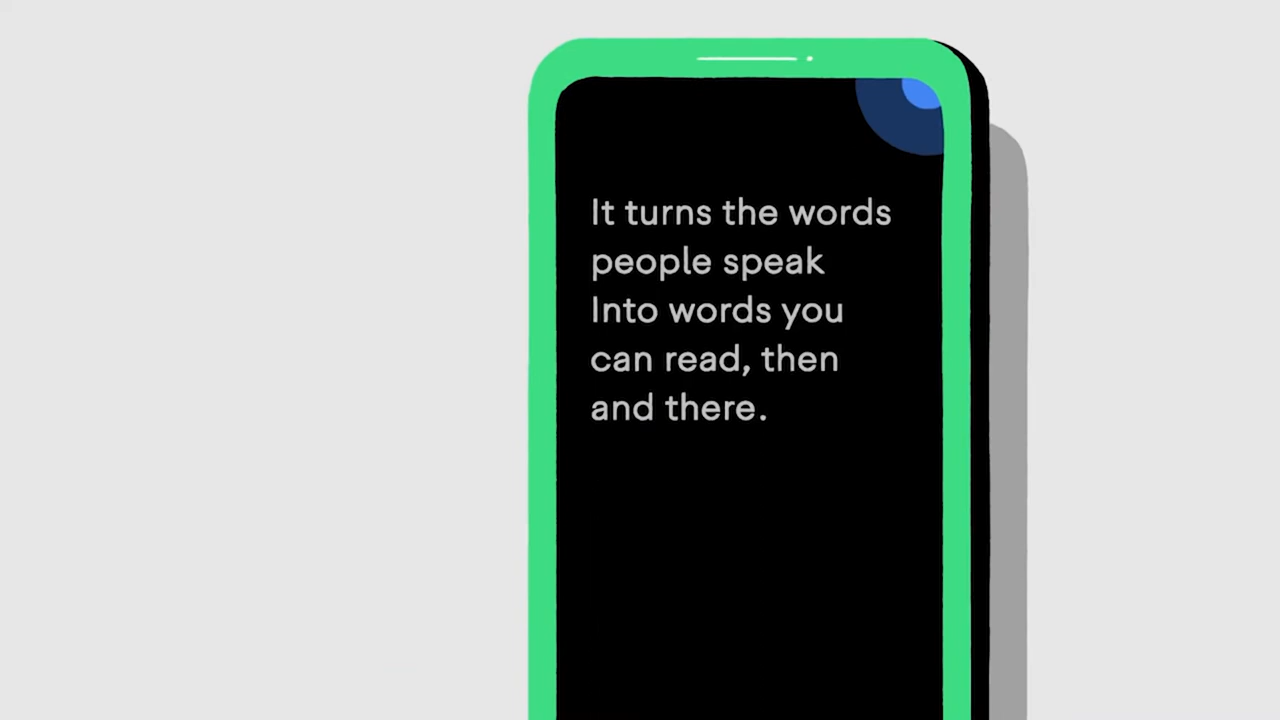 It turns the words
people speak
Into words you
can read, then
and there.